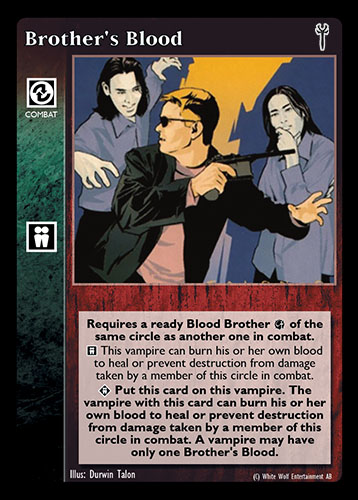 Brother's Blood
COMBAT
Requires a ready Blood Brother of the
same circle as another one in combat.
This vampire can burn his or her own blood
to heal or prevent destruction from damage
taken by a member of this circle in combat.
Put this card on this vampire. The
vampire with this card can burn his or her
own blood to heal or prevent destruction
from damage taken by a member of this
circle in combat. A vampire may have
only one Brother's Blood.
Illus: Durwin Talon
(C) White Wolf Entertainment AB